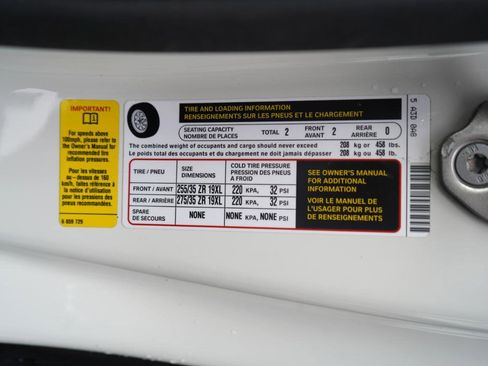 IMPORTANT!
For speeds above
100mph, please refer to
the Owner's Manual for
recommended tire
inflation pressures.
Pour les vitesses
au - dessus de 160
km/h, faites référence à
la notice d'utilisation
pour les pressions des
pneus recommandées.
6 859 729
TIRE AND LOADING INFORMATION
RENSEIGNEMENTS SUR LES PNEUS ET LE CHARGEMENT
SEATING CAPACITY
NOMBRE DE PLACES
TOTAL 2
FRONT
AVANT 2
REAR
ARRIÈRE 0
The combined weight of occupants and cargo should never exceed 208 kg or 458 lbs.
Le poids total des occupants et du chargement ne doit jamais dépasser 208 kg ou 458 lb.
TIRE / PNEU
SIZE
DIMENSIONS
COLD TIRE PRESSURE
PRESSION DES PNEUS
A FROID
FRONT / AVANT 255/35 ZR 19XL 220 KPA, 32 PSI
REAR / ARRIÈRE 275/35 ZR 19XL 220 KPA, 32 PSI
SPARE
DE SECOURS
NONE NONE KPA, NONE PSI
SEE OWNER'S MANUAL
FOR ADDITIONAL
INFORMATION
VOIR LE MANUEL DE
L'USAGER POUR PLUS
DE RENSEIGNEMENTS